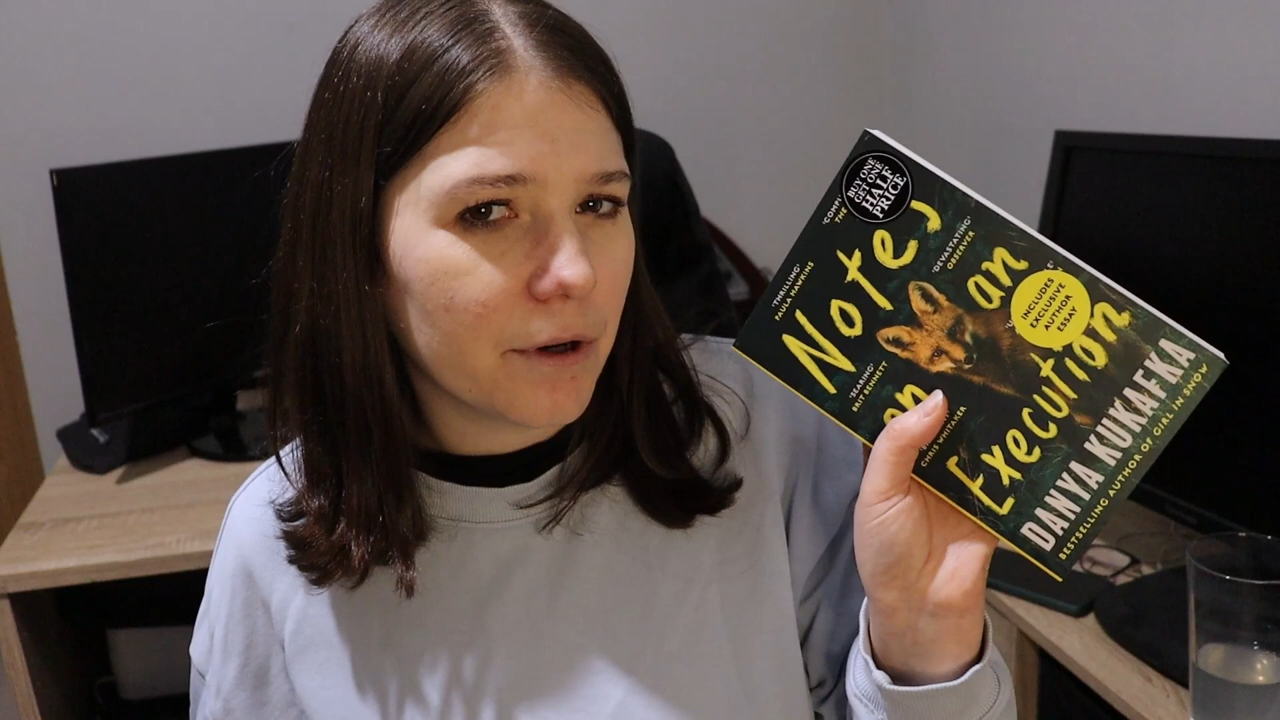 BUY ONE
GET ONE
HALF
PRICE
'THRILLING'
PAULA HAWKINS
'DEVASTATING'
OBSERVER
Notes
on
an
Execution
INCLUDES
EXCLUSIVE
AUTHOR
ESSAY
'SEARING'
BRIT BENNETT
CHRIS WHITAKER
DANYA KUKAFKA
BESTSELLING AUTHOR OF GIRL IN SNOW